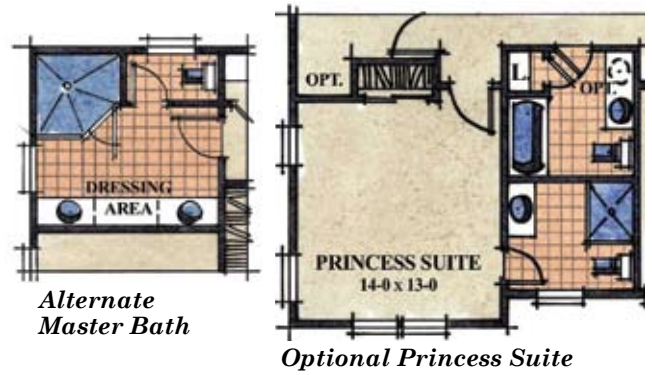 DRESSING
AREA
Alternate
Master Bath
OPT.
L.
OPT.
PRINCESS SUITE
14-0 x 13-0
Optional Princess Suite